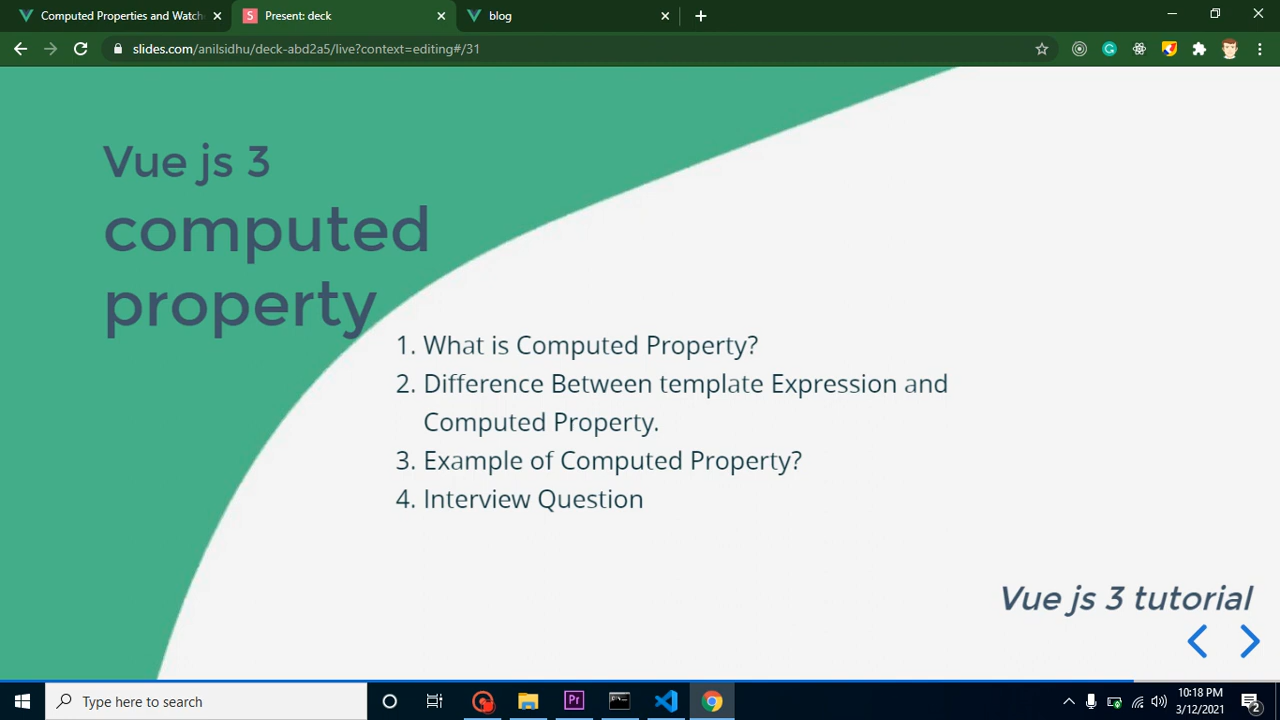 Computed Properties and Watch
Present: deck
blog
slides.com/anilsidhu/deck-abd2a5/live?context=editing#/31
Vue js 3
computed
property
1. What is Computed Property?
2. Difference Between template Expression and
Computed Property.
3. Example of Computed Property?
4. Interview Question
Vue js 3 tutorial
Type here to search
Pr
10:18 PM
3/12/2021
2